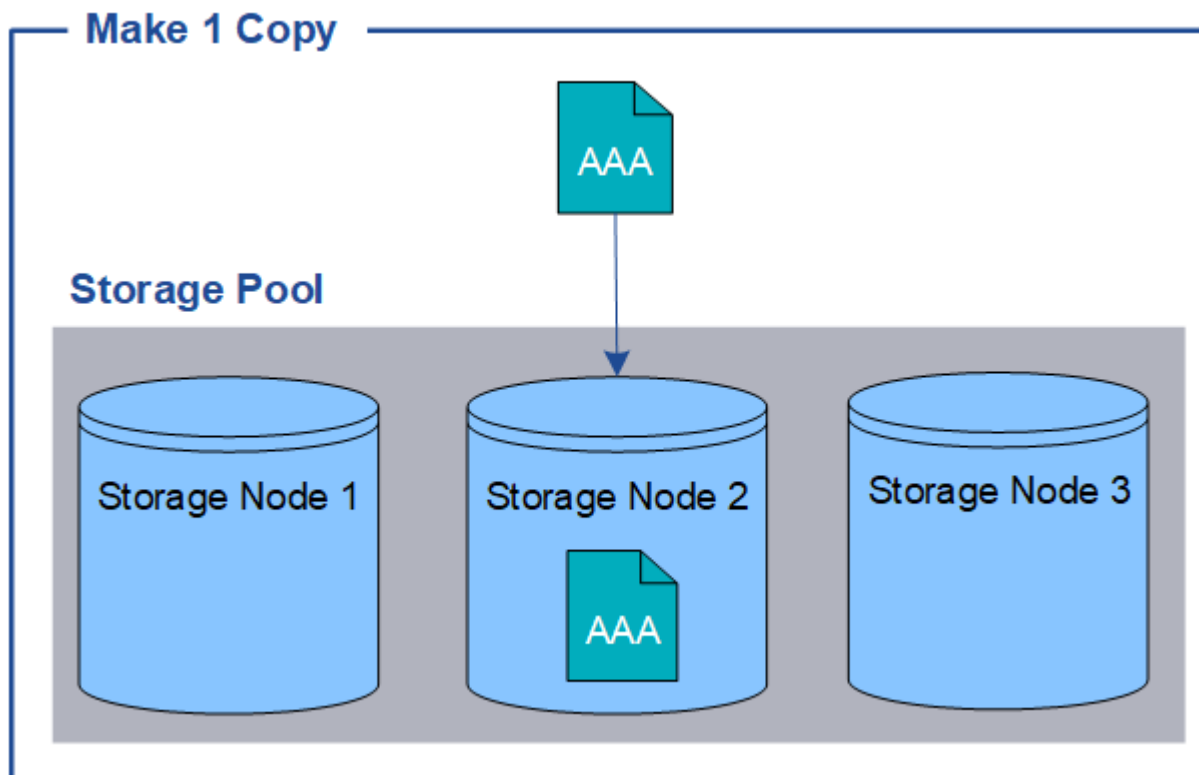 Make 1 Copy
AAA
Storage Pool
Storage Node 1
Storage Node 2
Storage Node 3
AAA